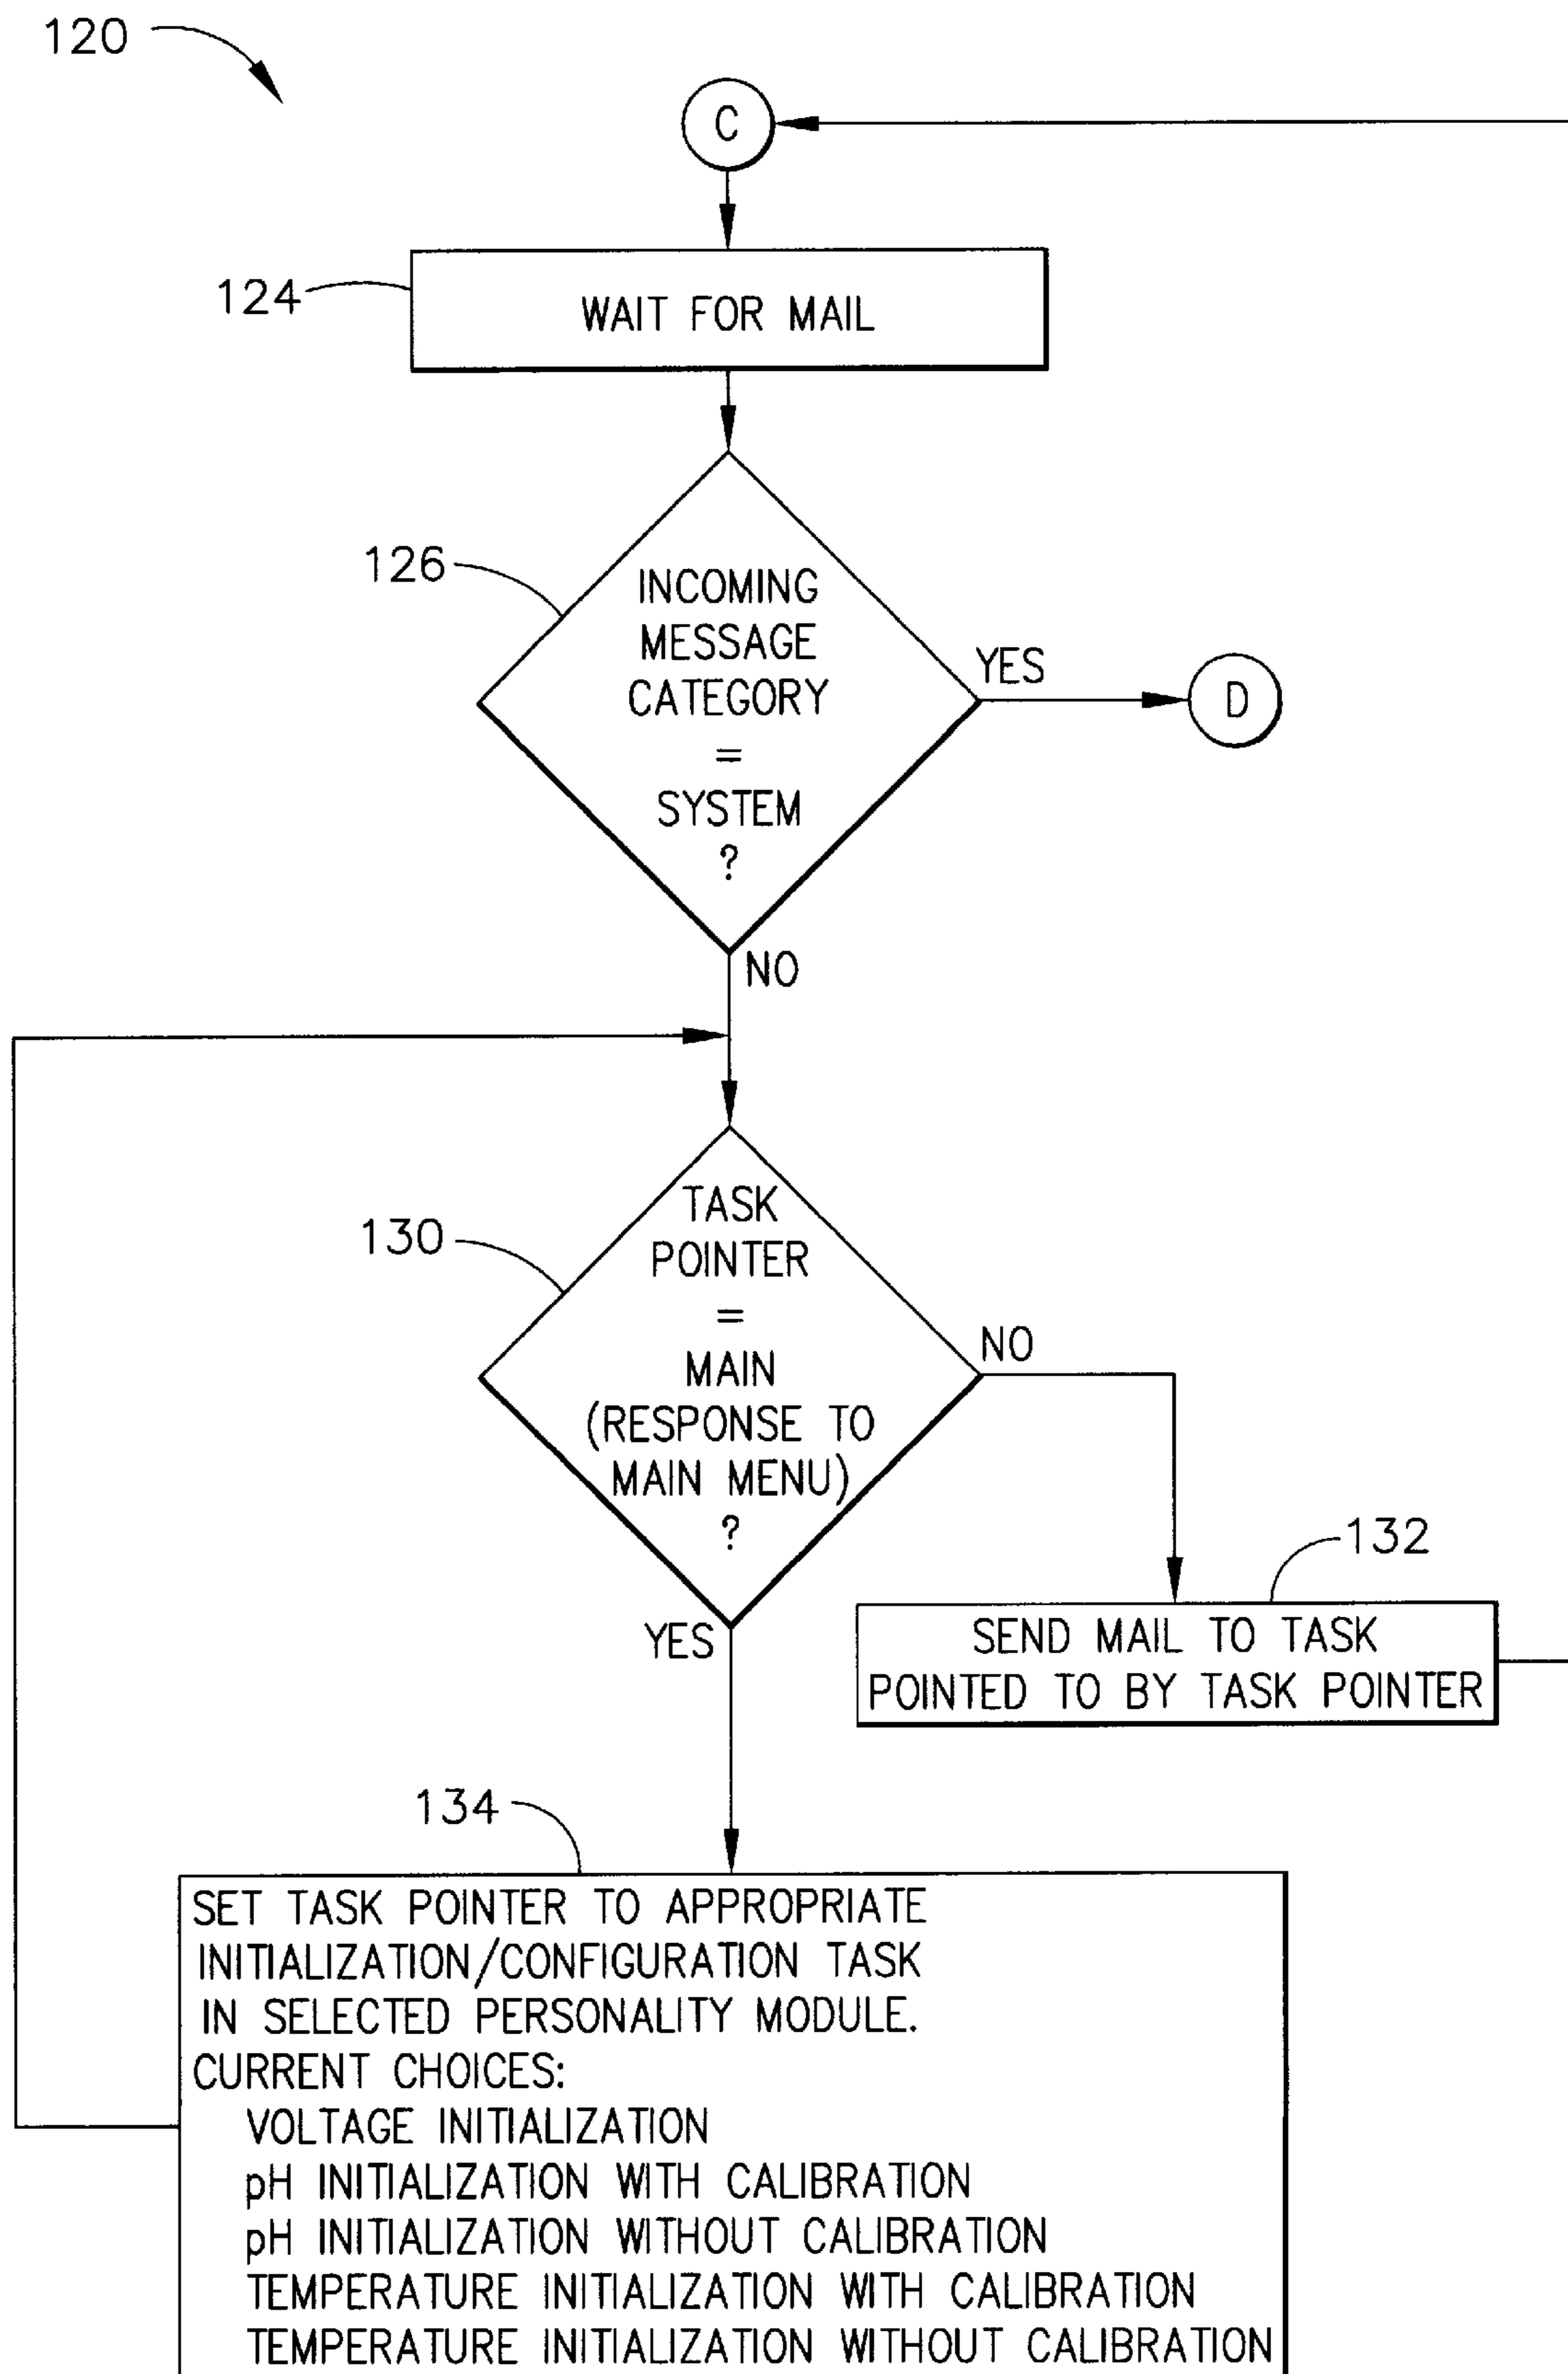 120
C
124
WAIT FOR MAIL
126
INCOMING
MESSAGE
CATEGORY
=
SYSTEM
?
YES
D
NO
130
TASK
POINTER
=
MAIN
(RESPONSE TO
MAIN MENU)
?
NO
YES
132
SEND MAIL TO TASK
POINTED TO BY TASK POINTER
134
SET TASK POINTER TO APPROPRIATE
INITIALIZATION/CONFIGURATION TASK
IN SELECTED PERSONALITY MODULE.
CURRENT CHOICES:
VOLTAGE INITIALIZATION
pH INITIALIZATION WITH CALIBRATION
pH INITIALIZATION WITHOUT CALIBRATION
TEMPERATURE INITIALIZATION WITH CALIBRATION
TEMPERATURE INITIALIZATION WITHOUT CALIBRATION